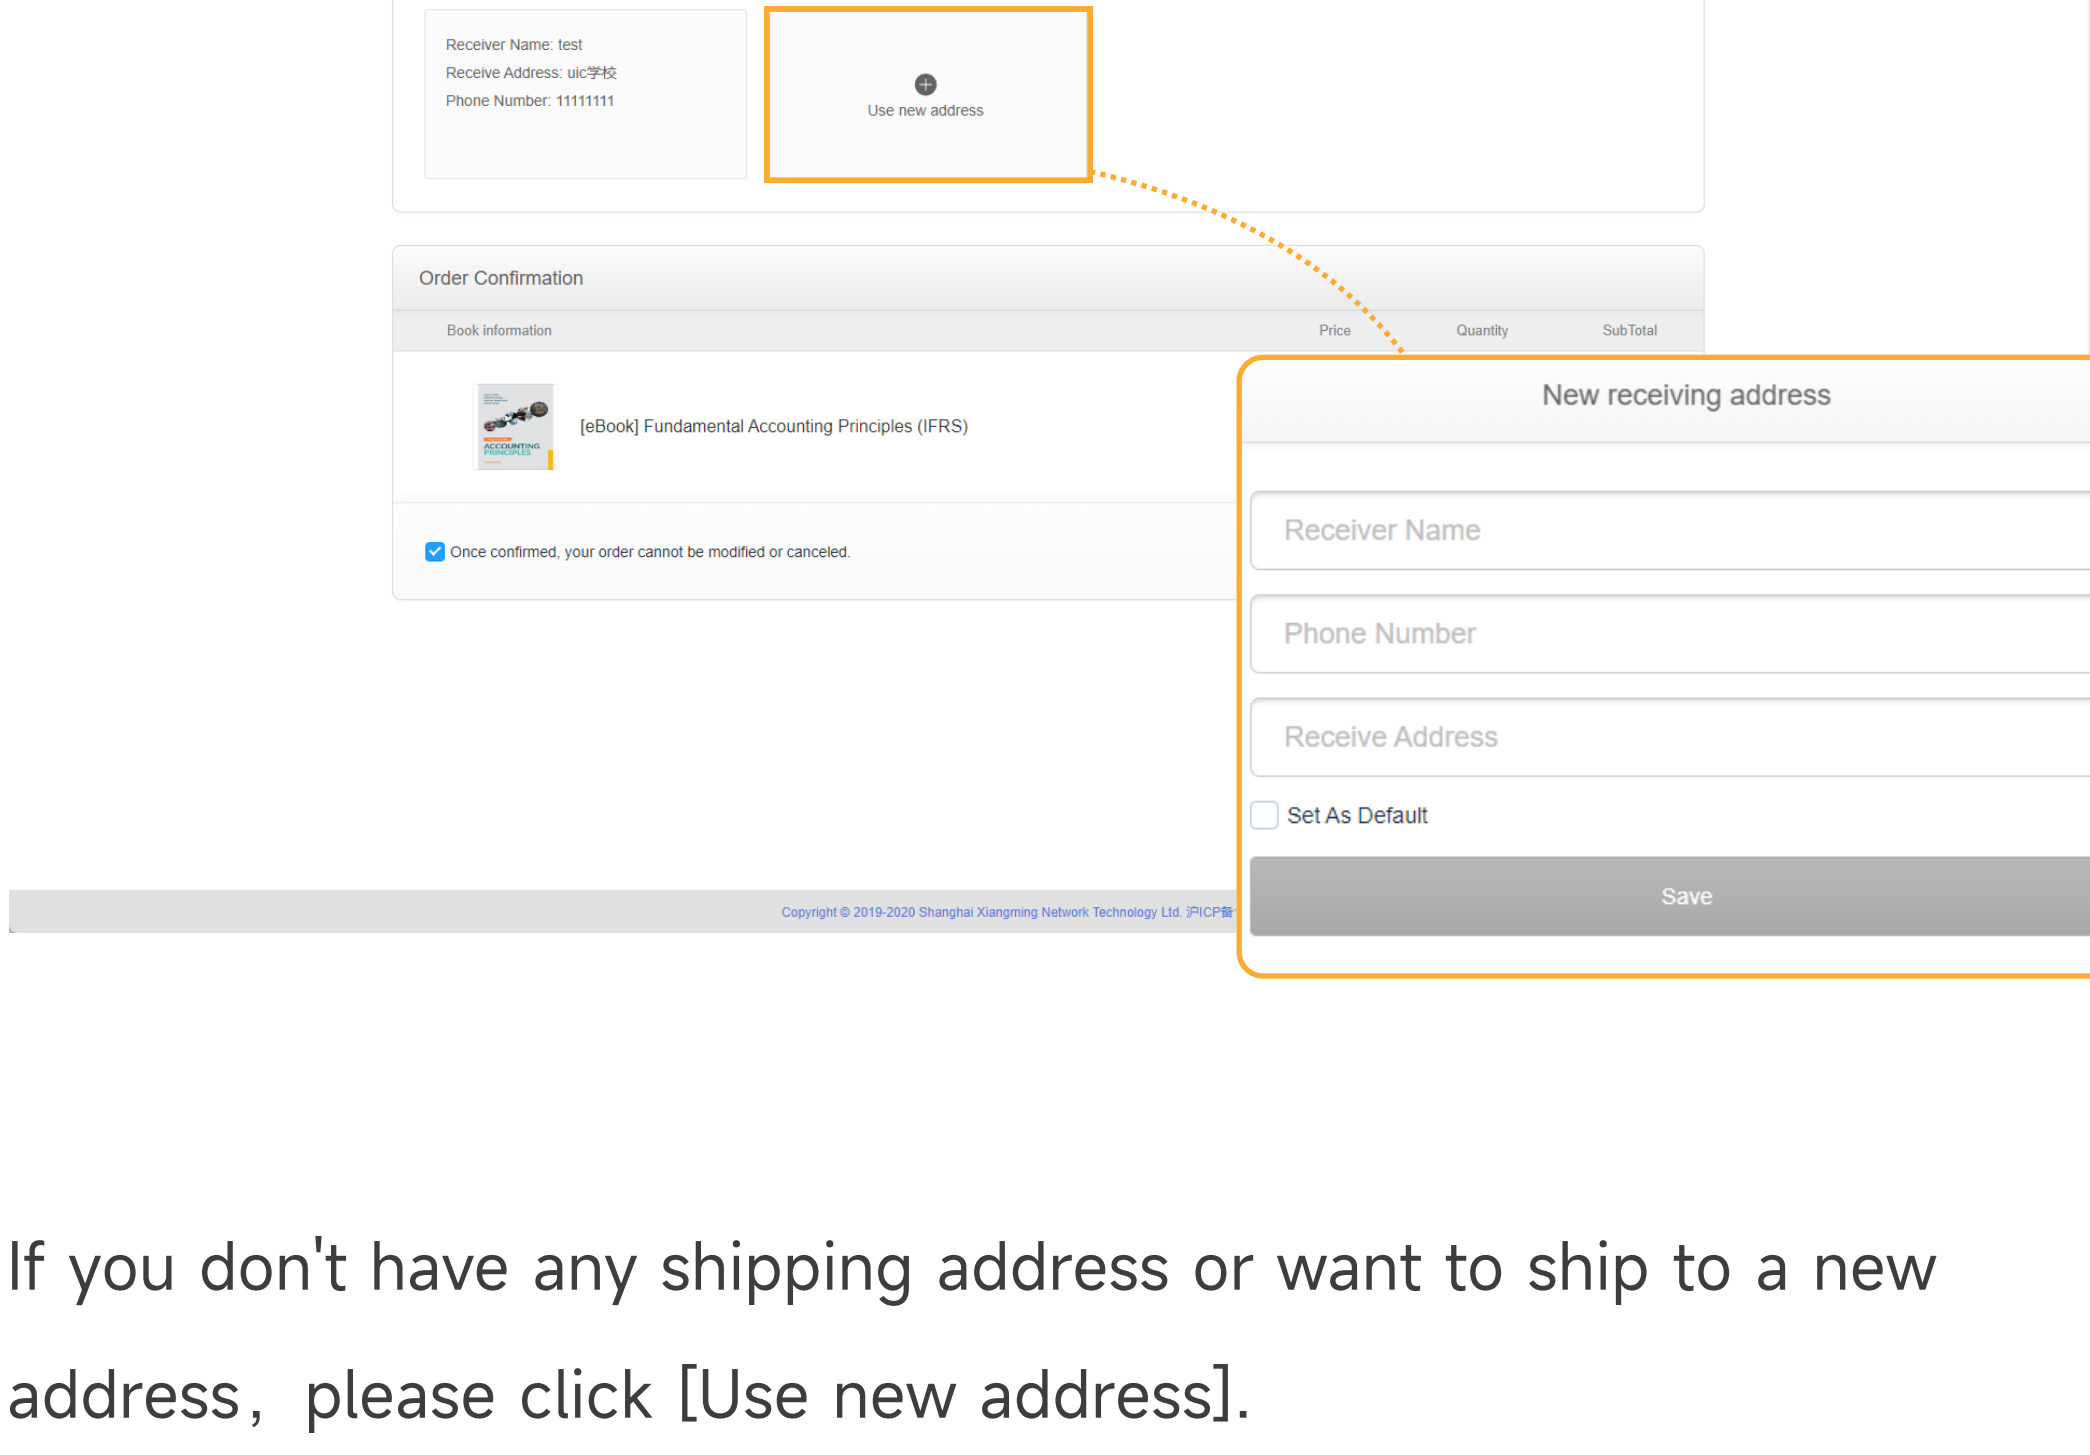 Receiver Name: test
Receive Address: uic学校
Phone Number: 11111111
Use new address
Order Confirmation
Book information Price Quantity SubTotal
ACCOUNTING
PRINCIPLES
[eBook] Fundamental Accounting Principles (IFRS)
Once confirmed, your order cannot be modified or canceled.
New receiving address
Receiver Name
Phone Number
Receive Address
Set As Default
Save
Copyright © 2019-2020 Shanghai Xiangming Network Technology Ltd. 沪ICP备
If you don't have any shipping address or want to ship to a new
address，please click [Use new address].